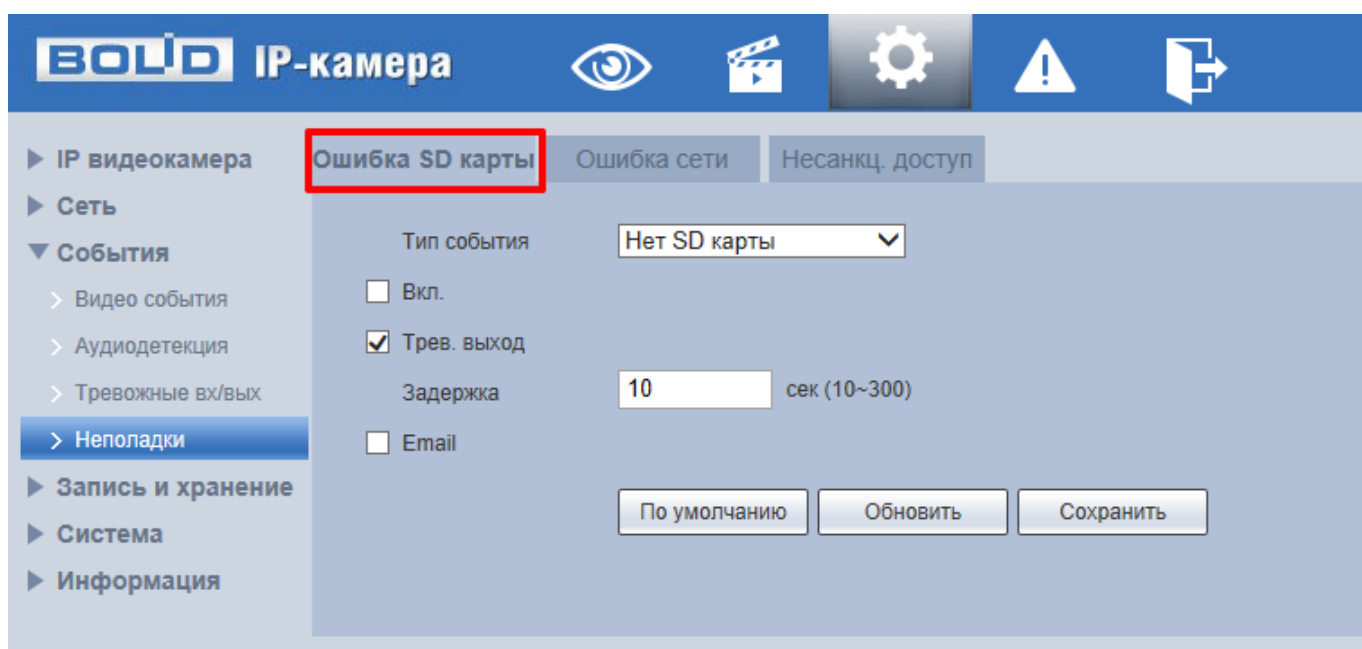 BOLID IP-камера
IP видеокамера
Сеть
События
Видео события
Аудиодетекция
Тревожные вх/вых
Неполадки
Запись и хранение
Система
Информация
Ошибка SD карты Ошибка сети Несанкц. доступ
Тип события Нет SD карты
Вкл.
Трев. выход
Задержка 10 сек (10~300)
Email
По умолчанию Обновить Сохранить